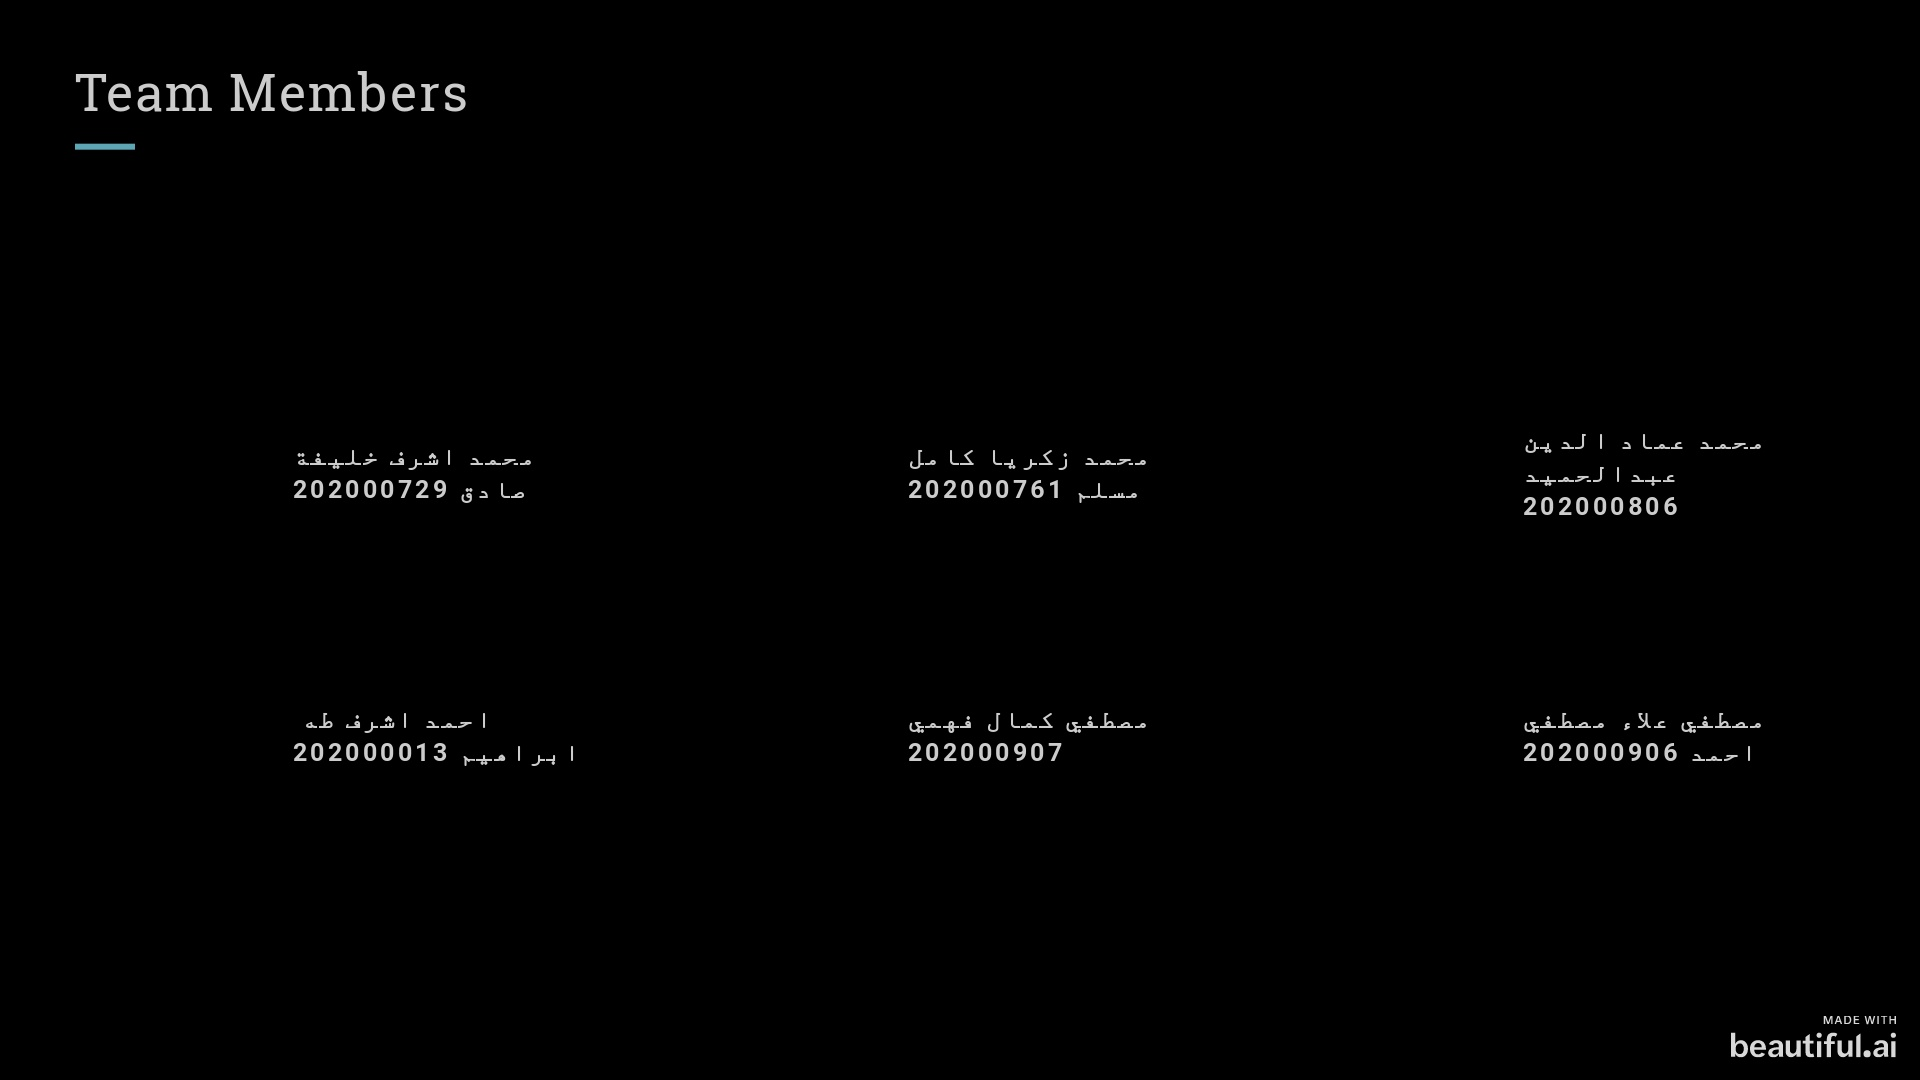 Team Members
محمد اشرف خليفة
صادق 202000729
محمد زكريا كامل
مسلم 202000761
محمد عماد الدين
عبدالحميد
202000806
احمد اشرف طه
ابراهيم 202000013
مصطفي كمال فهمي
202000907
مصطفي علاء مصطفي
احمد 202000906
MADE WITH
beautiful.ai